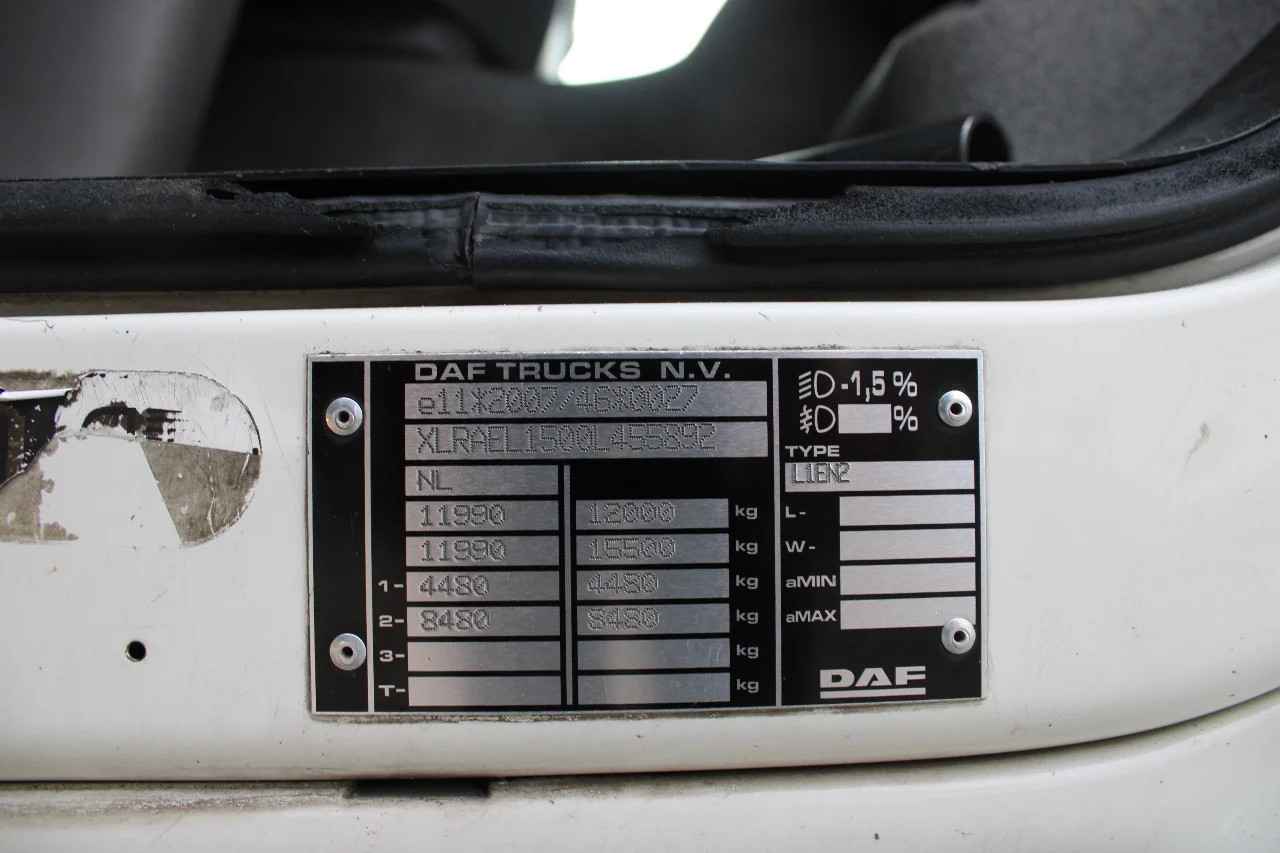 DAF TRUCKS N.V.
e11*2007/46*0027
XLRAEL1500L455892
NL
11990 12000 kg
11990 15500 kg
1- 4480 4480 kg
2- 8480 8480 kg
3- kg
T- kg
-1,5 %
%
TYPE
L1EN2
L-
W-
aMIN
aMAX
DAF